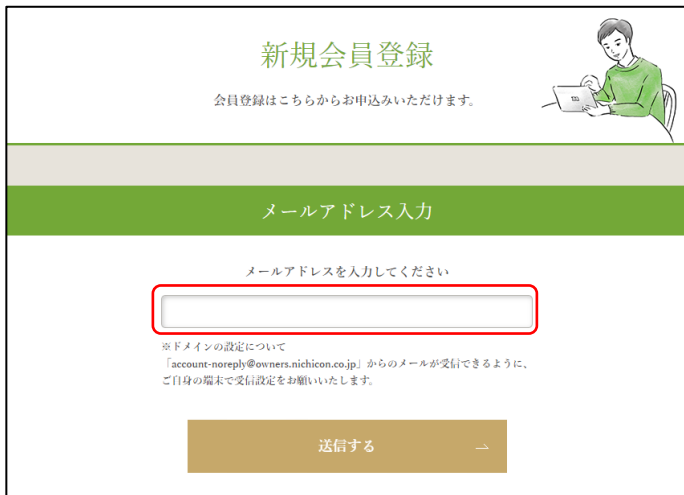 新規会員登録
会員登録はこちらからお申込みいただけます。
メールアドレス入力
メールアドレスを入力してください
※ドメインの設定について
「account-noreply@owners.nichicon.co.jp」からのメールが受信できるように、
ご自身の端末で受信設定をお願いいたします。
送信する